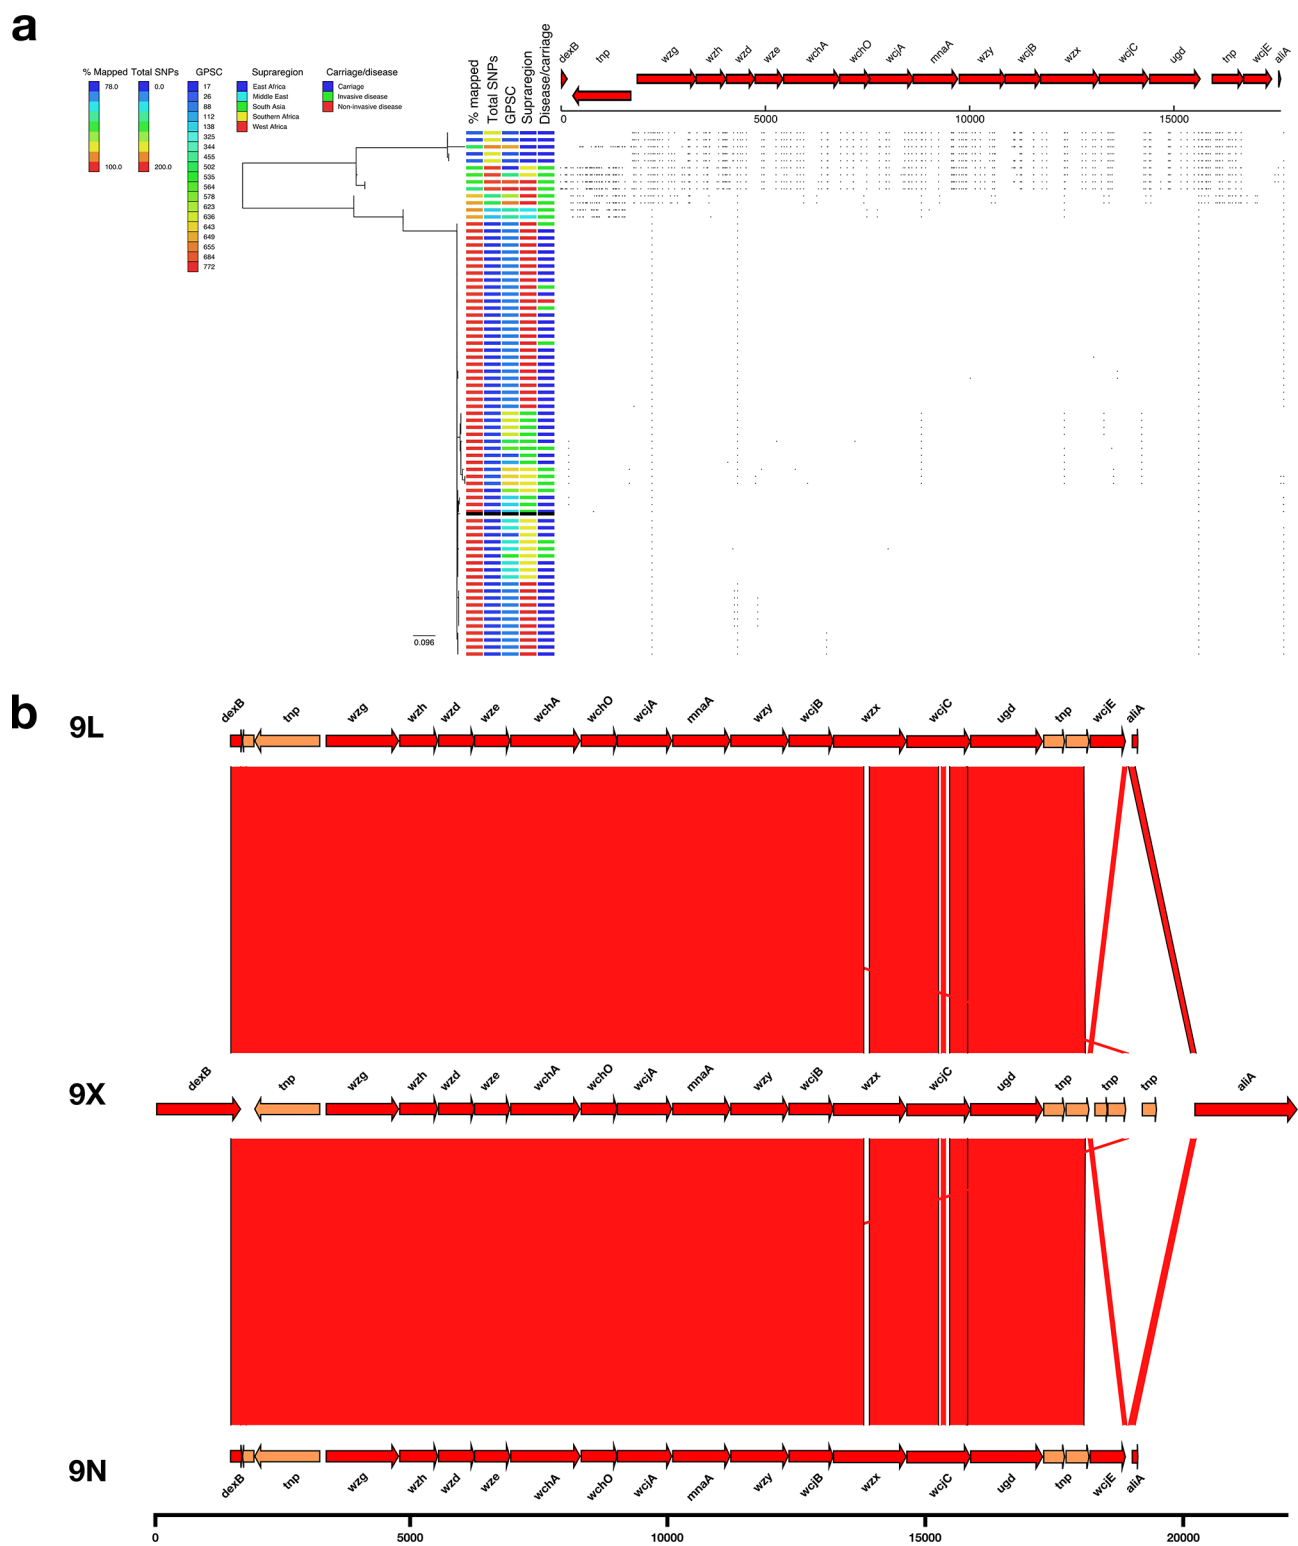 a
% Mapped Total SNPs GPSC Supraregion Carriage/disease
78.0 0.0 17 East Africa Carriage
26 Middle East Invasive disease
88 South Asia Non-invasive disease
112 Southern Africa
138 West Africa
325
344
455
100.0 200.0 502
535
564
578
623
636
643
649
655
684
772
% mapped
Total SNPs
GPSC
Supraregion
Disease/carriage
dexB tnp wzg wzh wzd wze wchA wchO wcjA mnaA wzy wcjB wzx wcjC ugd tnp wcjE aliA
0 5000 10000 15000
0.096
b
9L
dexB tnp wzg wzh wzd wze wchA wchO wcjA mnaA wzy wcjB wzx wcjC ugd tnp wcjE aliA
9X
dexB tnp wzg wzh wzd wze wchA wchO wcjA mnaA wzy wcjB wzx wcjC ugd tnp tnp tnp aliA
9N
dexB tnp wzg wzh wzd wze wchA wchO wcjA mnaA wzy wcjB wzx wcjC ugd tnp wcjE aliA
0 5000 10000 15000 20000